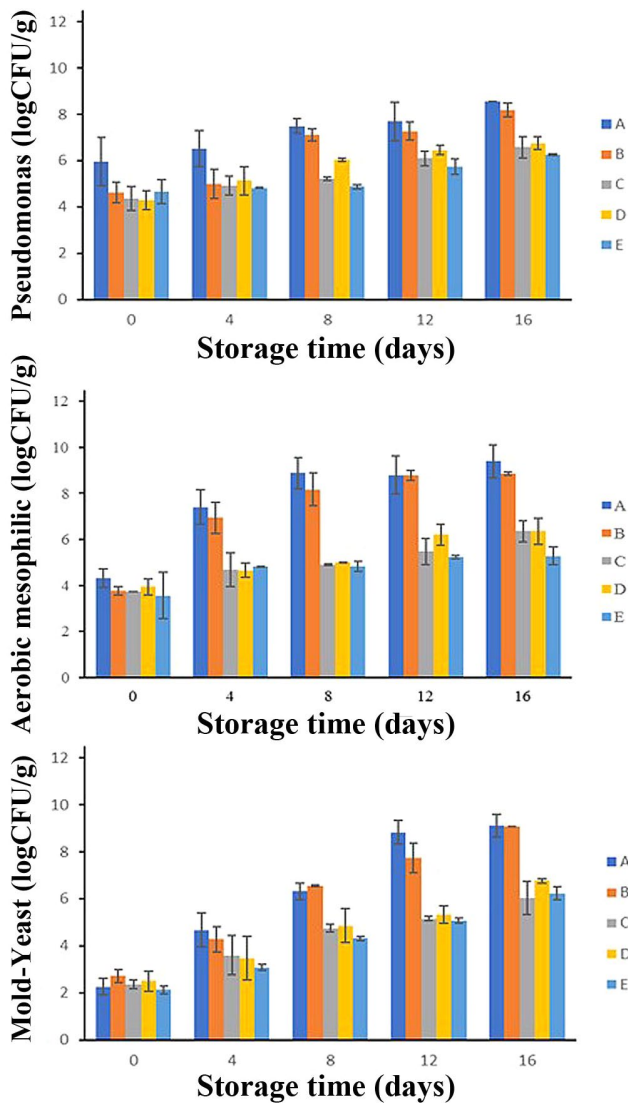 Pseudomonas (logCFU/g)
12
10
8
6
4
2
0
0 4 8 12 16
Storage time (days)
A
B
C
D
E
Aerobic mesophilic (logCFU/g)
12
10
8
6
4
2
0
0 4 8 12 16
Storage time (days)
A
B
C
D
E
Mold-Yeast (logCFU/g)
12
10
8
6
4
2
0
0 4 8 12 16
Storage time (days)
A
B
C
D
E